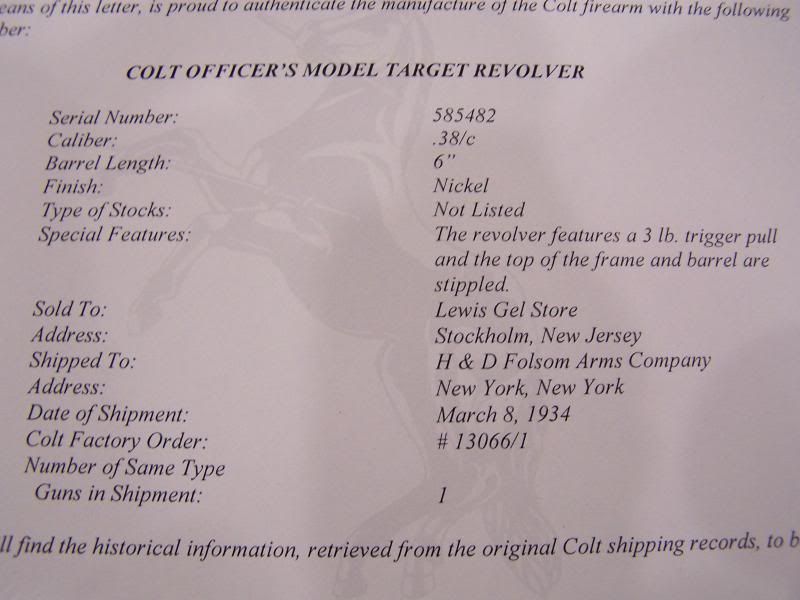 eans of this letter, is proud to authenticate the manufacture of the Colt firearm with the following
ber:
COLT OFFICER'S MODEL TARGET REVOLVER
Serial Number: 585482
Caliber: .38/c
Barrel Length: 6"
Finish: Nickel
Type of Stocks: Not Listed
Special Features: The revolver features a 3 lb. trigger pull
and the top of the frame and barrel are
stippled.
Sold To: Lewis Gel Store
Address: Stockholm, New Jersey
Shipped To: H & D Folsom Arms Company
Address: New York, New York
Date of Shipment: March 8, 1934
Colt Factory Order: # 13066/1
Number of Same Type
Guns in Shipment: 1
ll find the historical information, retrieved from the original Colt shipping records, to b